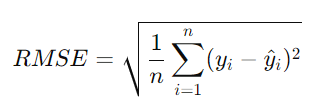 RMSE = \sqrt{\frac{1}{n} \sum_{i=1}^{n} (y_i - \hat{y}_i)^2}